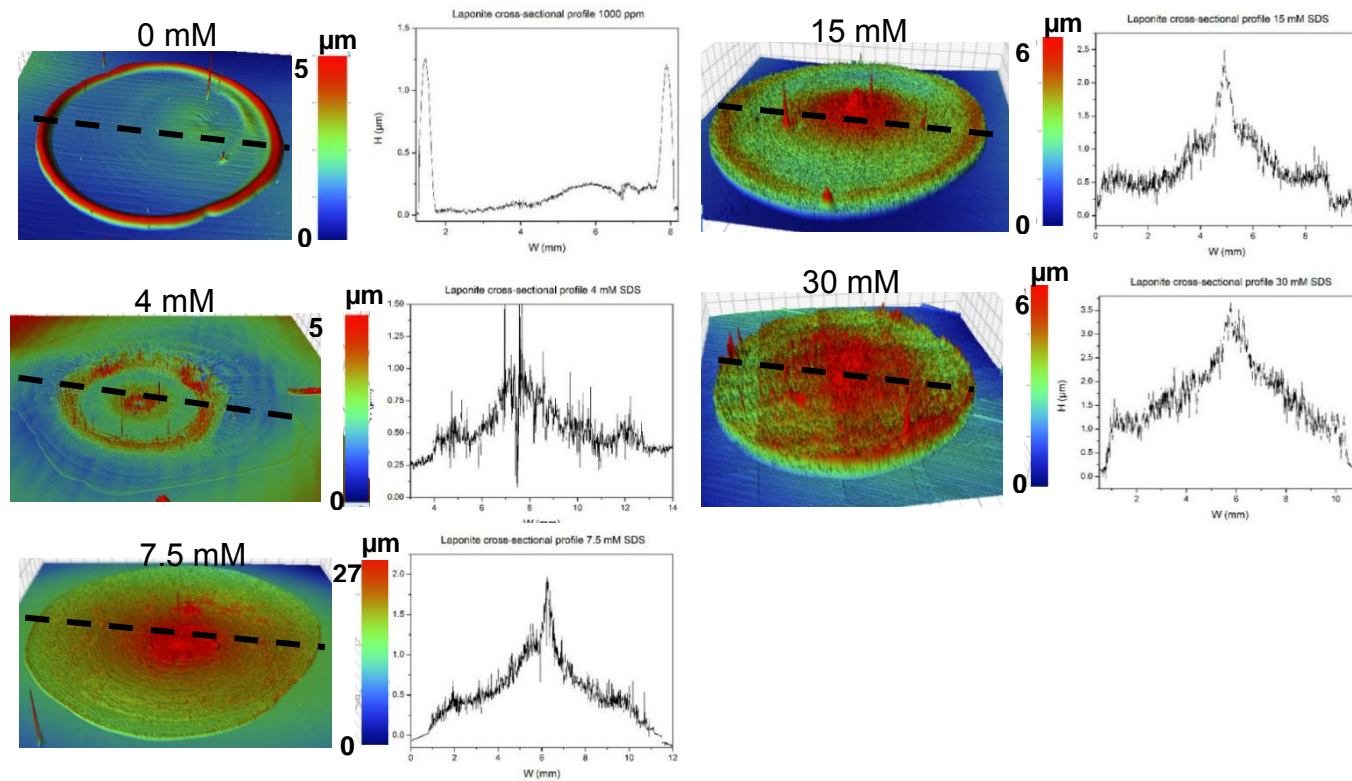 0 mM
µm
5
0
Laponite cross-sectional profile 1000 ppm
H (µm)
1.5
1.0
0.5
0.0
2 4 6 8
W (mm)
15 mM
µm
6
0
Laponite cross-sectional profile 15 mM SDS
2.5
2.0
1.5
1.0
0.5
0.0
0 2 4 6 8
W (mm)
4 mM
µm
5
0
Laponite cross-sectional profile 4 mM SDS
1.50
1.25
1.00
0.75
0.50
0.25
0.00
4 6 8 10 12 14
W (mm)
30 mM
µm
6
0
Laponite cross-sectional profile 30 mM SDS
H (µm)
3.5
3.0
2.5
2.0
1.5
1.0
0.5
0.0
2 4 6 8 10
W (mm)
7.5 mM
µm
27
0
Laponite cross-sectional profile 7.5 mM SDS
2.0
1.5
1.0
0.5
0.0
0 2 4 6 8 10 12
W (mm)